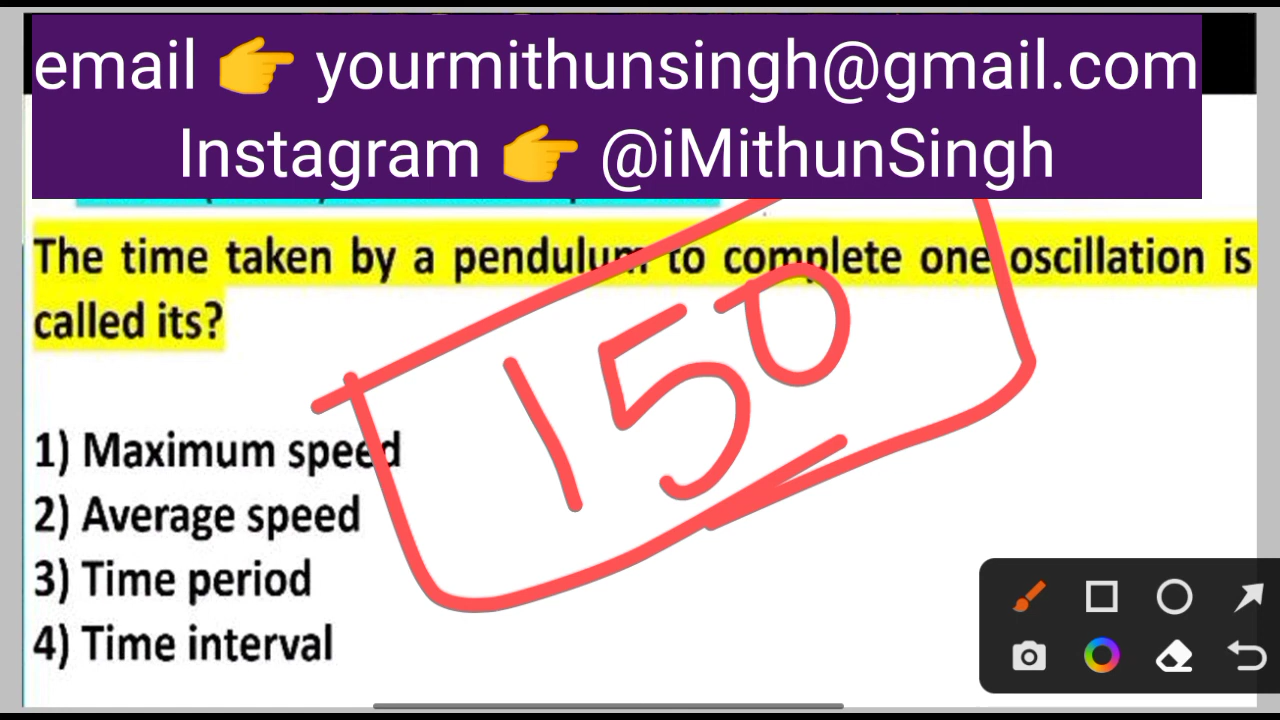 email 👉 yourmithunsingh@gmail.com
Instagram 👉 @iMithunSingh
The time taken by a pendulum to complete one oscillation is
called its?
150
1) Maximum speed
2) Average speed
3) Time period
4) Time interval